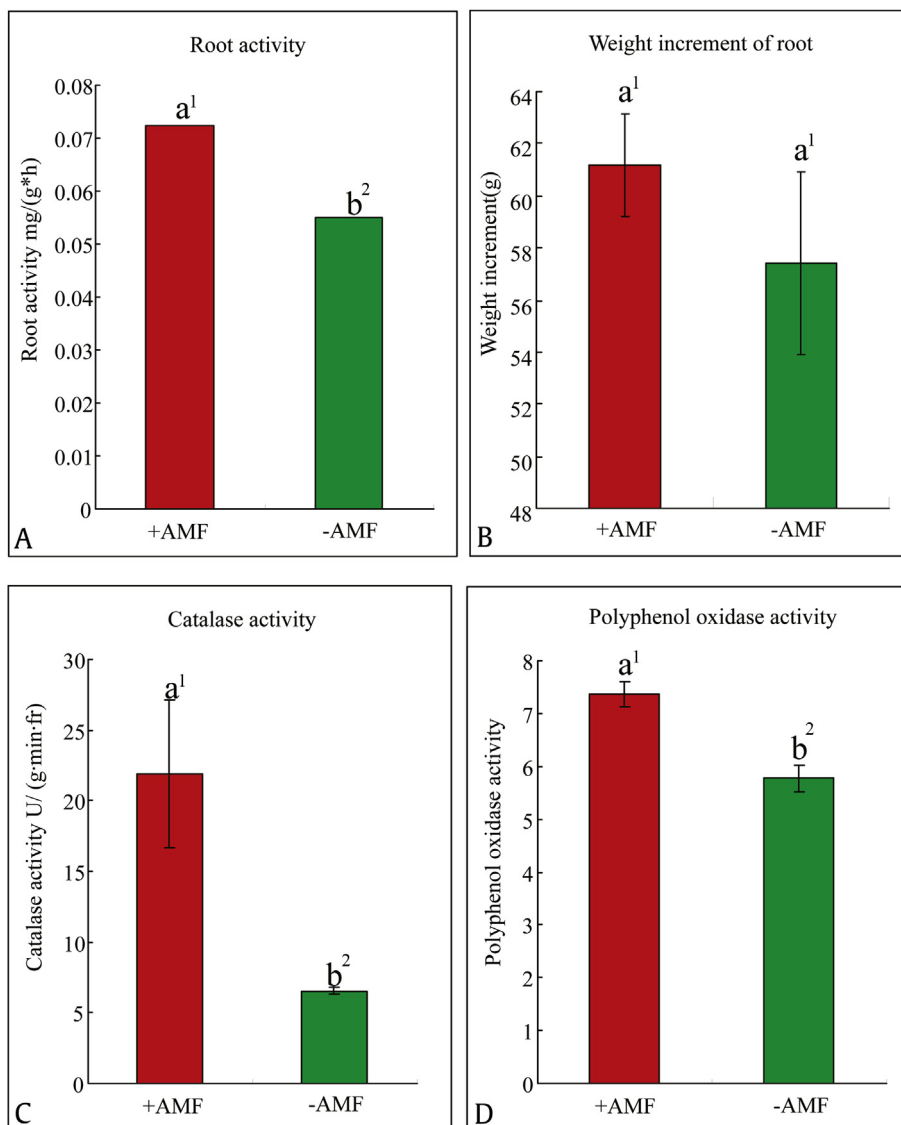 Root activity
Root activity mg/(g*h)
0.08
0.07
0.06
0.05
0.04
0.03
0.02
0.01
0
a¹
b²
+AMF
-AMF
A
Weight increment of root
Weight increment(g)
64
62
60
58
56
54
52
50
48
a¹
a¹
+AMF
-AMF
B
Catalase activity
Catalase activity U/ (g·min·fr)
30
25
20
15
10
5
0
a¹
b²
+AMF
-AMF
C
Polyphenol oxidase activity
Polyphenol oxidase activity
8
7
6
5
4
3
2
1
0
a¹
b²
+AMF
-AMF
D